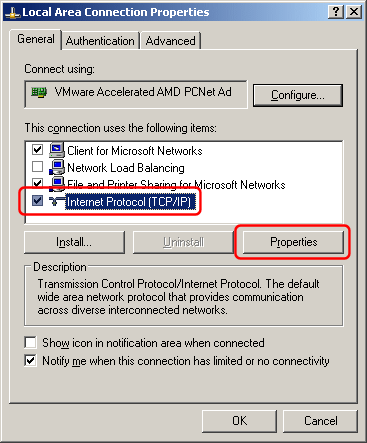 Local Area Connection Properties
General Authentication Advanced
Connect using:
VMware Accelerated AMD PCNet Ad
Configure...
This connection uses the following items:
Client for Microsoft Networks
Network Load Balancing
File and Printer Sharing for Microsoft Networks
Internet Protocol (TCP/IP)
Install... Uninstall Properties
Description
Transmission Control Protocol/Internet Protocol. The default
wide area network protocol that provides communication
across diverse interconnected networks.
Show icon in notification area when connected
Notify me when this connection has limited or no connectivity
OK Cancel